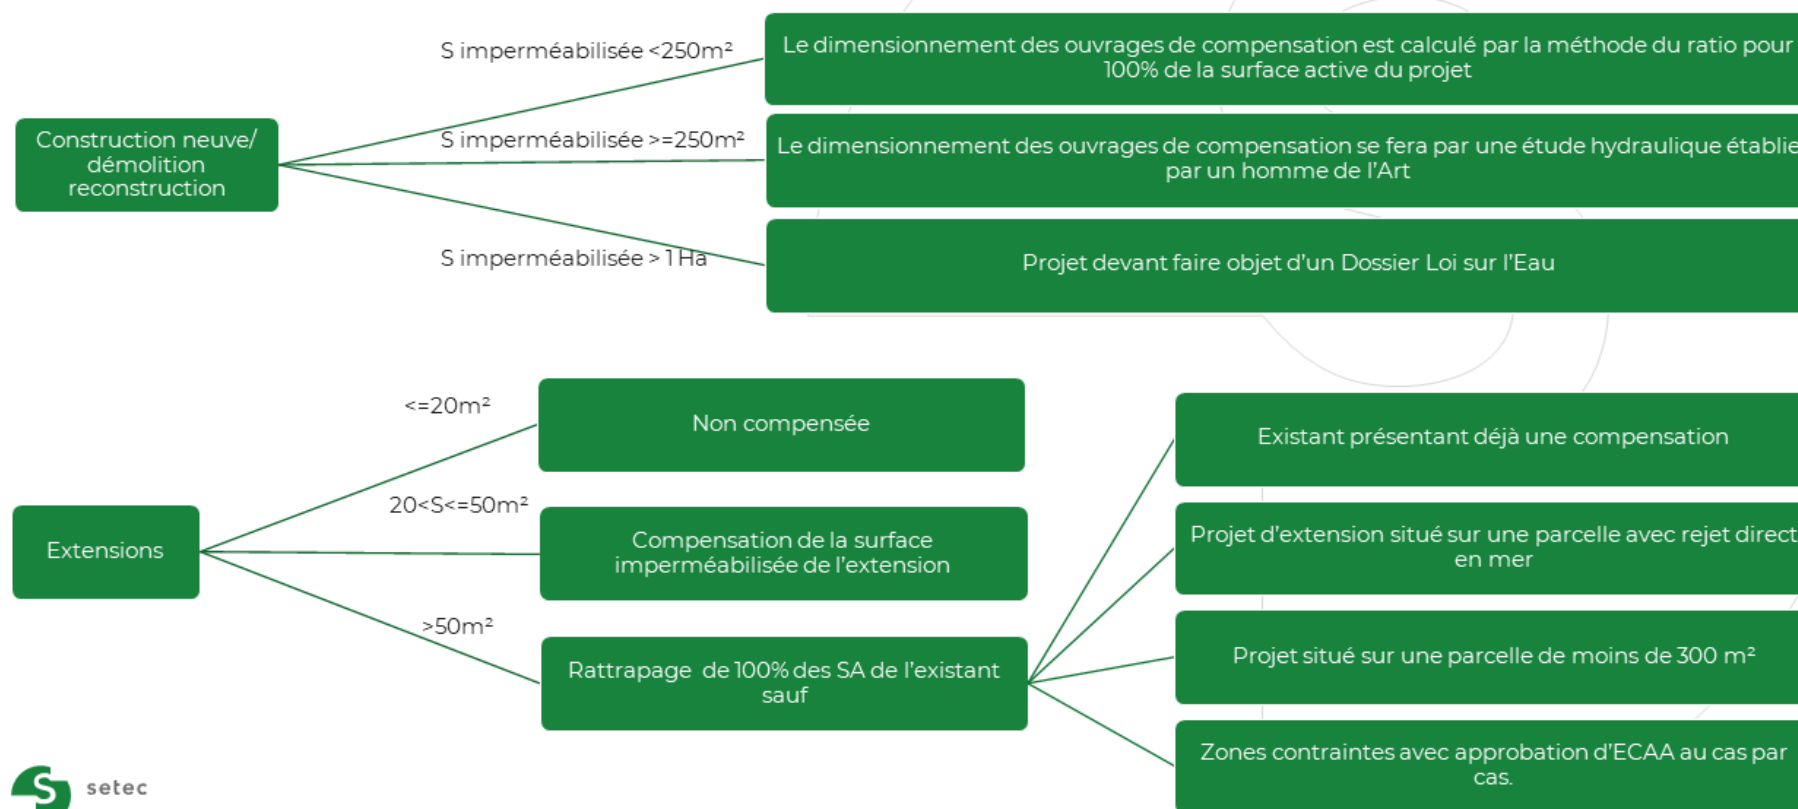 S imperméabilisée <250m²
Le dimensionnement des ouvrages de compensation est calculé par la méthode du ratio pour
100% de la surface active du projet
Construction neuve/
démolition
reconstruction
S imperméabilisée >=250m²
Le dimensionnement des ouvrages de compensation se fera par une étude hydraulique établie
par un homme de l'Art
S imperméabilisée > 1 Ha
Projet devant faire objet d'un Dossier Loi sur l'Eau
Extensions
<=20m²
Non compensée
20<S<=50m²
Compensation de la surface
imperméabilisée de l'extension
>50m²
Rattrapage de 100% des SA de l'existant
sauf
Existant présentant déjà une compensation
Projet d'extension situé sur une parcelle avec rejet direct
en mer
Projet situé sur une parcelle de moins de 300 m²
Zones contraintes avec approbation d'ECAA au cas par
cas.
S setec